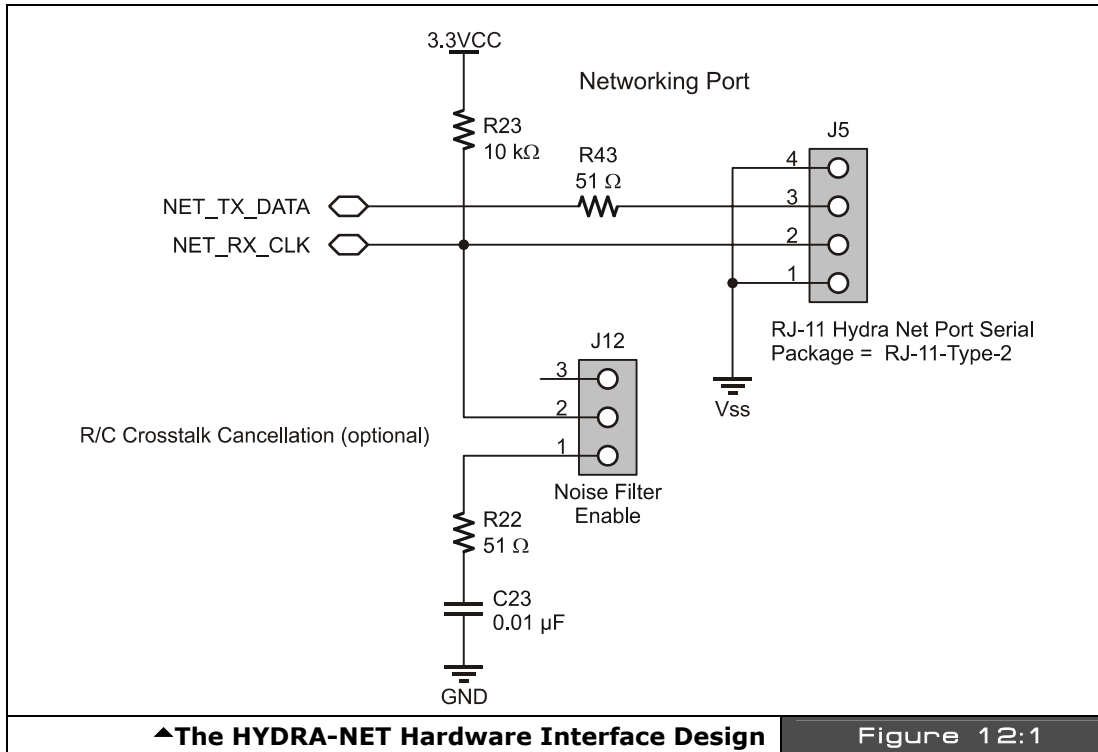 3.3VCC
Networking Port
R23
10 kΩ
R43
51 Ω
J5
4
3
2
1
NET_TX_DATA
NET_RX_CLK
RJ-11 Hydra Net Port Serial
Package = RJ-11-Type-2
Vss
J12
3
2
1
R/C Crosstalk Cancellation (optional)
Noise Filter
Enable
R22
51 Ω
C23
0.01 µF
GND
The HYDRA-NET Hardware Interface Design
Figure 12:1